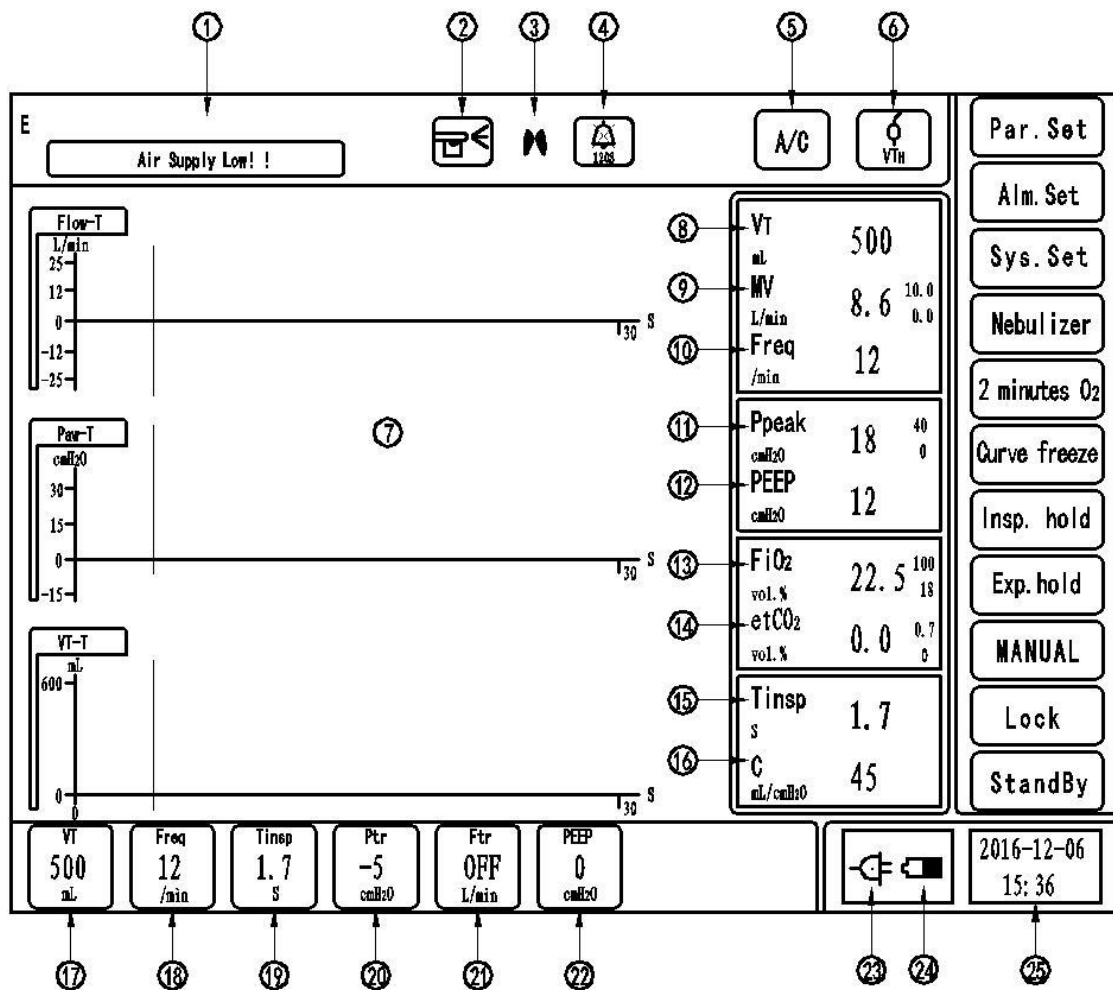 ① ② ③ ④ ⑤ ⑥
E
Air Supply Low! !
120S
A/C
VTH
Par. Set
Alm. Set
Sys. Set
Nebulizer
2 minutes O2
Curve freeze
Insp. hold
Exp.hold
MANUAL
Lock
StandBy
Flow-T
L/min
25
12
0
-12
-25
30 S
Paw-T
cmH2O
30
15
0
-15
30 S
⑦
VT-T
mL
600
0
0
30 S
⑧ VT 500
mL
⑨ MV 8.6 10.0
L/min 0.0
⑩ Freq 12
/min
⑪ Ppeak 18 40
cmH2O 0
⑫ PEEP 12
cmH2O
⑬ FiO2 22.5 100
vol.% 18
⑭ etCO2 0.0 0.7
vol.% 0
⑮ Tinsp 1.7
S
⑯ C 45
mL/cmH2O
VT
500
mL
Freq
12
/min
Tinsp
1.7
S
Ptr
-5
cmH2O
Ftr
OFF
L/min
PEEP
0
cmH2O
2016-12-06
15:36
⑰ ⑱ ⑲ ⑳ ㉑ ㉒ ㉓ ㉔ ㉕